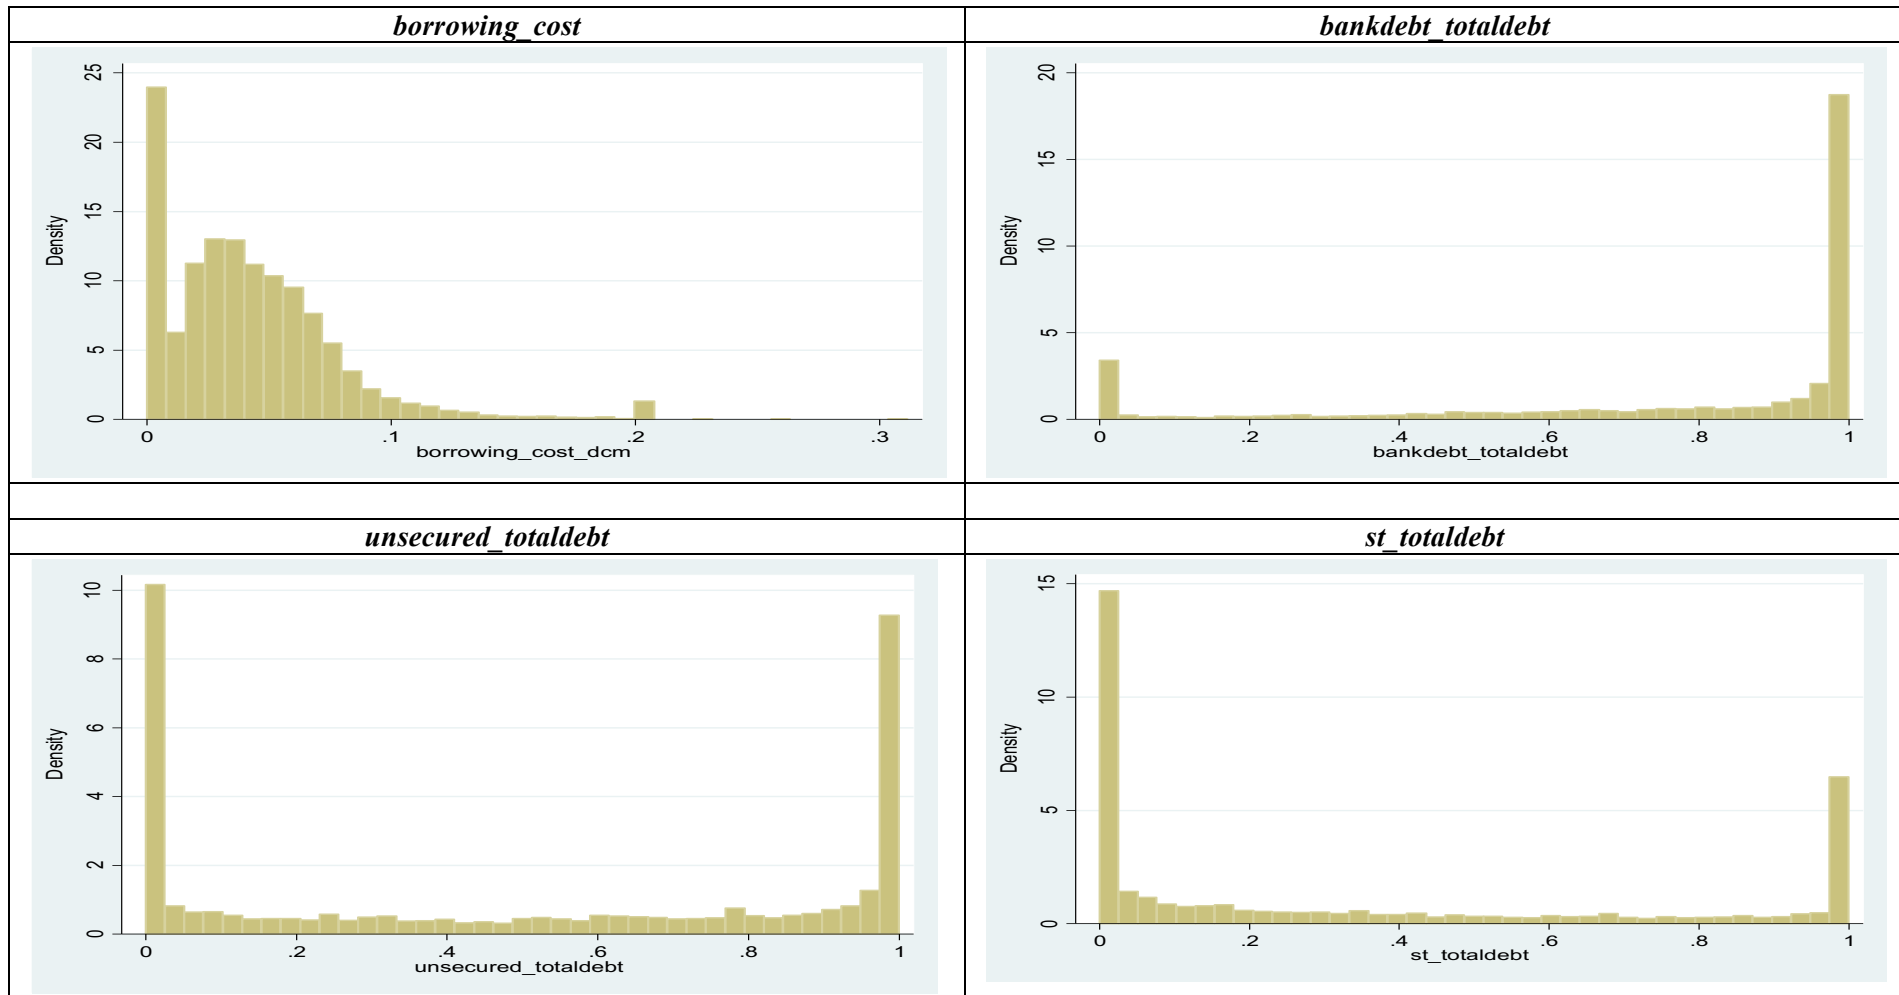 borrowing_cost
bankdebt_totaldebt
25
20
15
10
5
0
Density
0 .1 .2 .3
borrowing_cost_dcm
20
15
10
5
0
Density
0 .2 .4 .6 .8 1
bankdebt_totaldebt
unsecured_totaldebt
st_totaldebt
10
8
6
4
2
0
Density
0 .2 .4 .6 .8 1
unsecured_totaldebt
15
10
5
0
Density
0 .2 .4 .6 .8 1
st_totaldebt